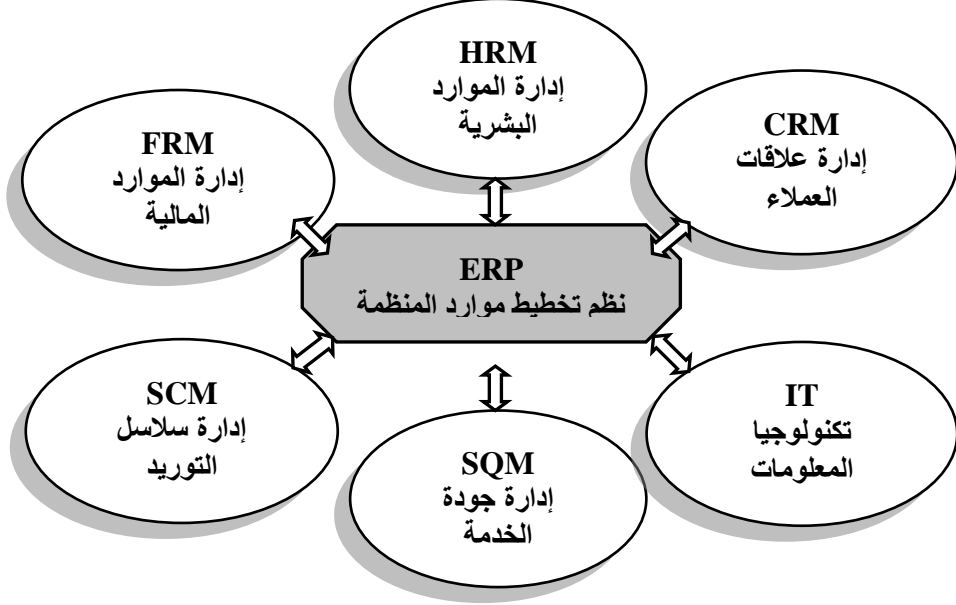 HRM
إدارة الموارد
البشرية
CRM
إدارة علاقات
العملاء
FRM
إدارة الموارد
المالية
ERP
نظم تخطيط موارد المنظمة
SCM
إدارة سلاسل
التوريد
IT
تكنولوجيا
المعلومات
SQM
إدارة جودة
الخدمة